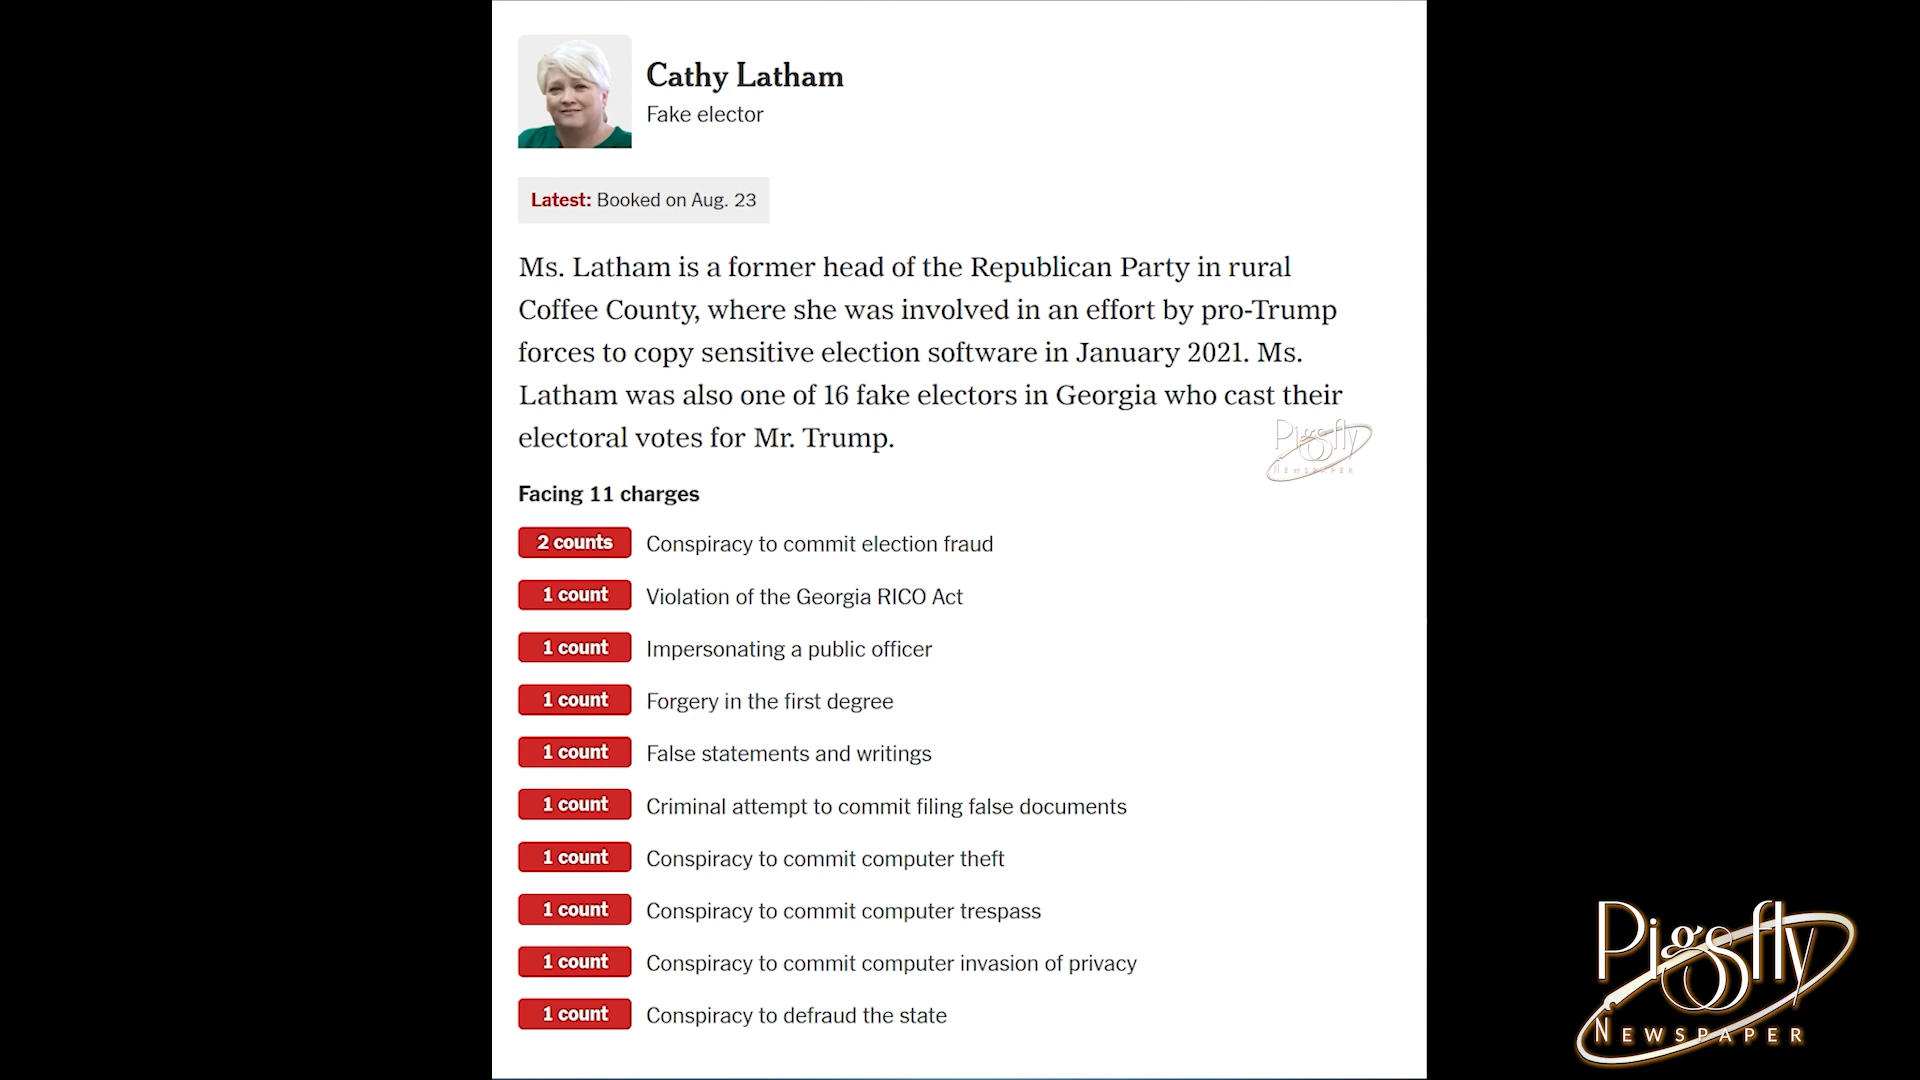 Cathy Latham
Fake elector
Latest: Booked on Aug. 23
Ms. Latham is a former head of the Republican Party in rural
Coffee County, where she was involved in an effort by pro-Trump
forces to copy sensitive election software in January 2021. Ms.
Latham was also one of 16 fake electors in Georgia who cast their
electoral votes for Mr. Trump.
Pigsfly
NEWSPAPER
Facing 11 charges
2 counts Conspiracy to commit election fraud
1 count Violation of the Georgia RICO Act
1 count Impersonating a public officer
1 count Forgery in the first degree
1 count False statements and writings
1 count Criminal attempt to commit filing false documents
1 count Conspiracy to commit computer theft
1 count Conspiracy to commit computer trespass
1 count Conspiracy to commit computer invasion of privacy
1 count Conspiracy to defraud the state
Pigsfly
NEWSPAPER